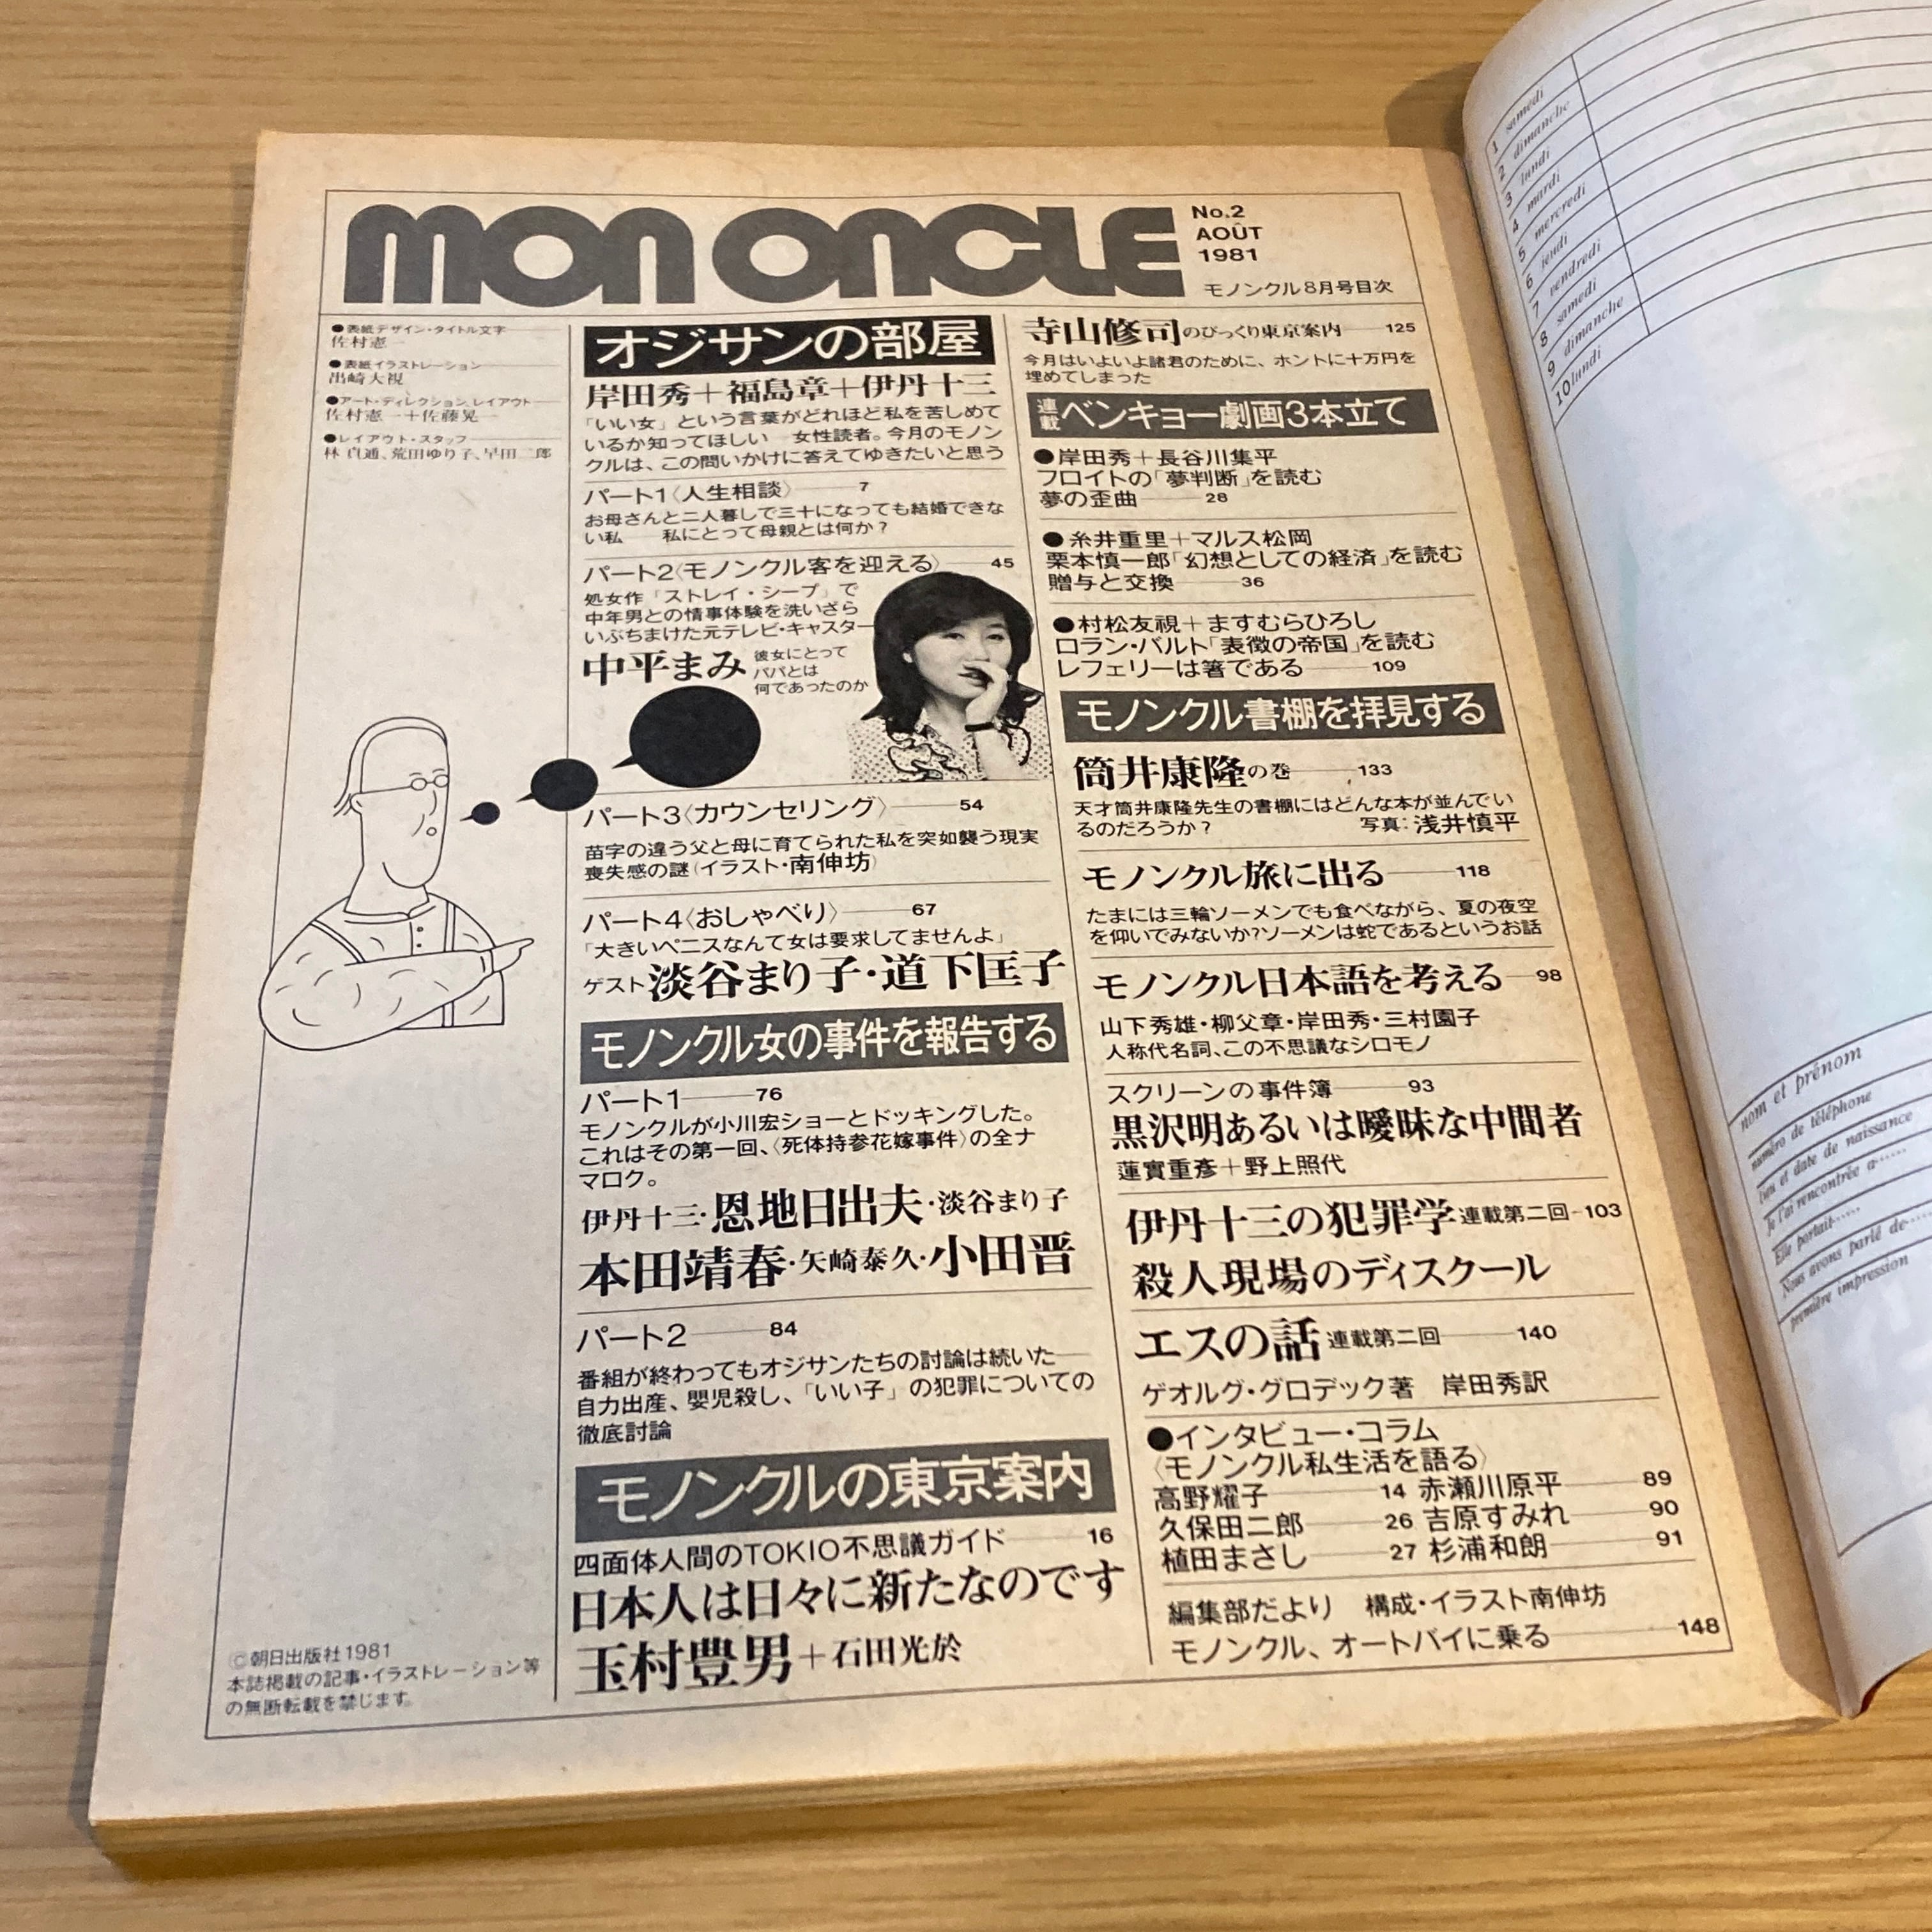 mon oncle
No.2
AOÛT
1981
モノンクル8月号目次
●表紙デザイン・タイトル文字
佐村憲一
●表紙イラストレーション
出崎大視
●アート・ディレクション、レイアウト
佐村憲一+佐藤晃一
●レイアウト・スタッフ
林 貞通、荒田ゆり子、早田二郎
オジサンの部屋
岸田秀+福島章+伊丹十三
「いい女」という言葉がどれほど私を苦しめて
いるか知ってほしい―女性読者。今月のモノン
クルは、この問いかけに答えてゆきたいと思う
パート1〈人生相談〉――7
お母さんと二人暮しで三十になっても結婚できな
い私――私にとって母親とは何か?
パート2〈モノンクル客を迎える〉――45
処女作「ストレイ・シープ」で
中年男との情事体験を洗いざら
いぶちまけた元テレビ・キャスター
中平まみ
彼女にとって
パパとは
何であったのか
パート3〈カウンセリング〉――54
苗字の違う父と母に育てられた私を突如襲う現実
喪失感の謎(イラスト・南伸坊)
パート4〈おしゃべり〉――67
「大きいペニスなんて女は要求してませんよ」
ゲスト 淡谷まり子・道下匡子
モノンクル女の事件を報告する
パート1――76
モノンクルが小川宏ショーとドッキングした。
これはその第一回、〈死体持参花嫁事件〉の全ナ
マロク。
伊丹十三・恩地日出夫・淡谷まり子
本田靖春・矢崎泰久・小田晋
パート2――84
番組が終わってもオジサンたちの討論は続いた――
自力出産、嬰児殺し、「いい子」の犯罪についての
徹底討論
モノンクルの東京案内
四面体人間のTOKIO不思議ガイド――16
日本人は日々に新たなのです
玉村豊男+石田光於
寺山修司のびっくり東京案内――125
今月はいよいよ諸君のために、ホントに十万円を
埋めてしまった
連載 ベンキョー劇画3本立て
●岸田秀+長谷川集平
フロイトの「夢判断」を読む
夢の歪曲――28
●糸井重里+マルス松岡
栗本慎一郎「幻想としての経済」を読む
贈与と交換――36
●村松友視+ますむらひろし
ロラン・バルト「表徴の帝国」を読む
レフェリーは箸である――109
モノンクル書棚を拝見する
筒井康隆の巻――133
天才筒井康隆先生の書棚にはどんな本が並んでい
るのだろうか? 写真:浅井慎平
モノンクル旅に出る――118
たまには三輪ソーメンでも食べながら、夏の夜空
を仰いでみないか?ソーメンは蛇であるというお話
モノンクル日本語を考える――98
山下秀雄・柳父章・岸田秀・三村園子
人称代名詞、この不思議なシロモノ
スクリーンの事件簿――93
黒沢明あるいは曖昧な中間者
蓮實重彥+野上照代
伊丹十三の犯罪学 連載第二回-103
殺人現場のディスクール
エスの話 連載第二回――140
ゲオルグ・グロデック著 岸田秀訳
●インタビュー・コラム
〈モノンクル私生活を語る〉
高野耀子――14 赤瀬川原平――89
久保田二郎――26 吉原すみれ――90
植田まさし――27 杉浦和朗――91
編集部だより 構成・イラスト南伸坊
モノンクル、オートバイに乗る――148
©朝日出版社1981
本誌掲載の記事・イラストレーション等
の無断転載を禁じます。
1 samedi
2 dimanche
3 lundi
4 mardi
5 mercredi
6 jeudi
7 vendredi
8 samedi
9 dimanche
10 lundi
nom et prénom
numéro de téléphone
lieu et date de naissance
Je l'ai rencontrée a……
Elle portait……
Nous avons parlé de……
première impression